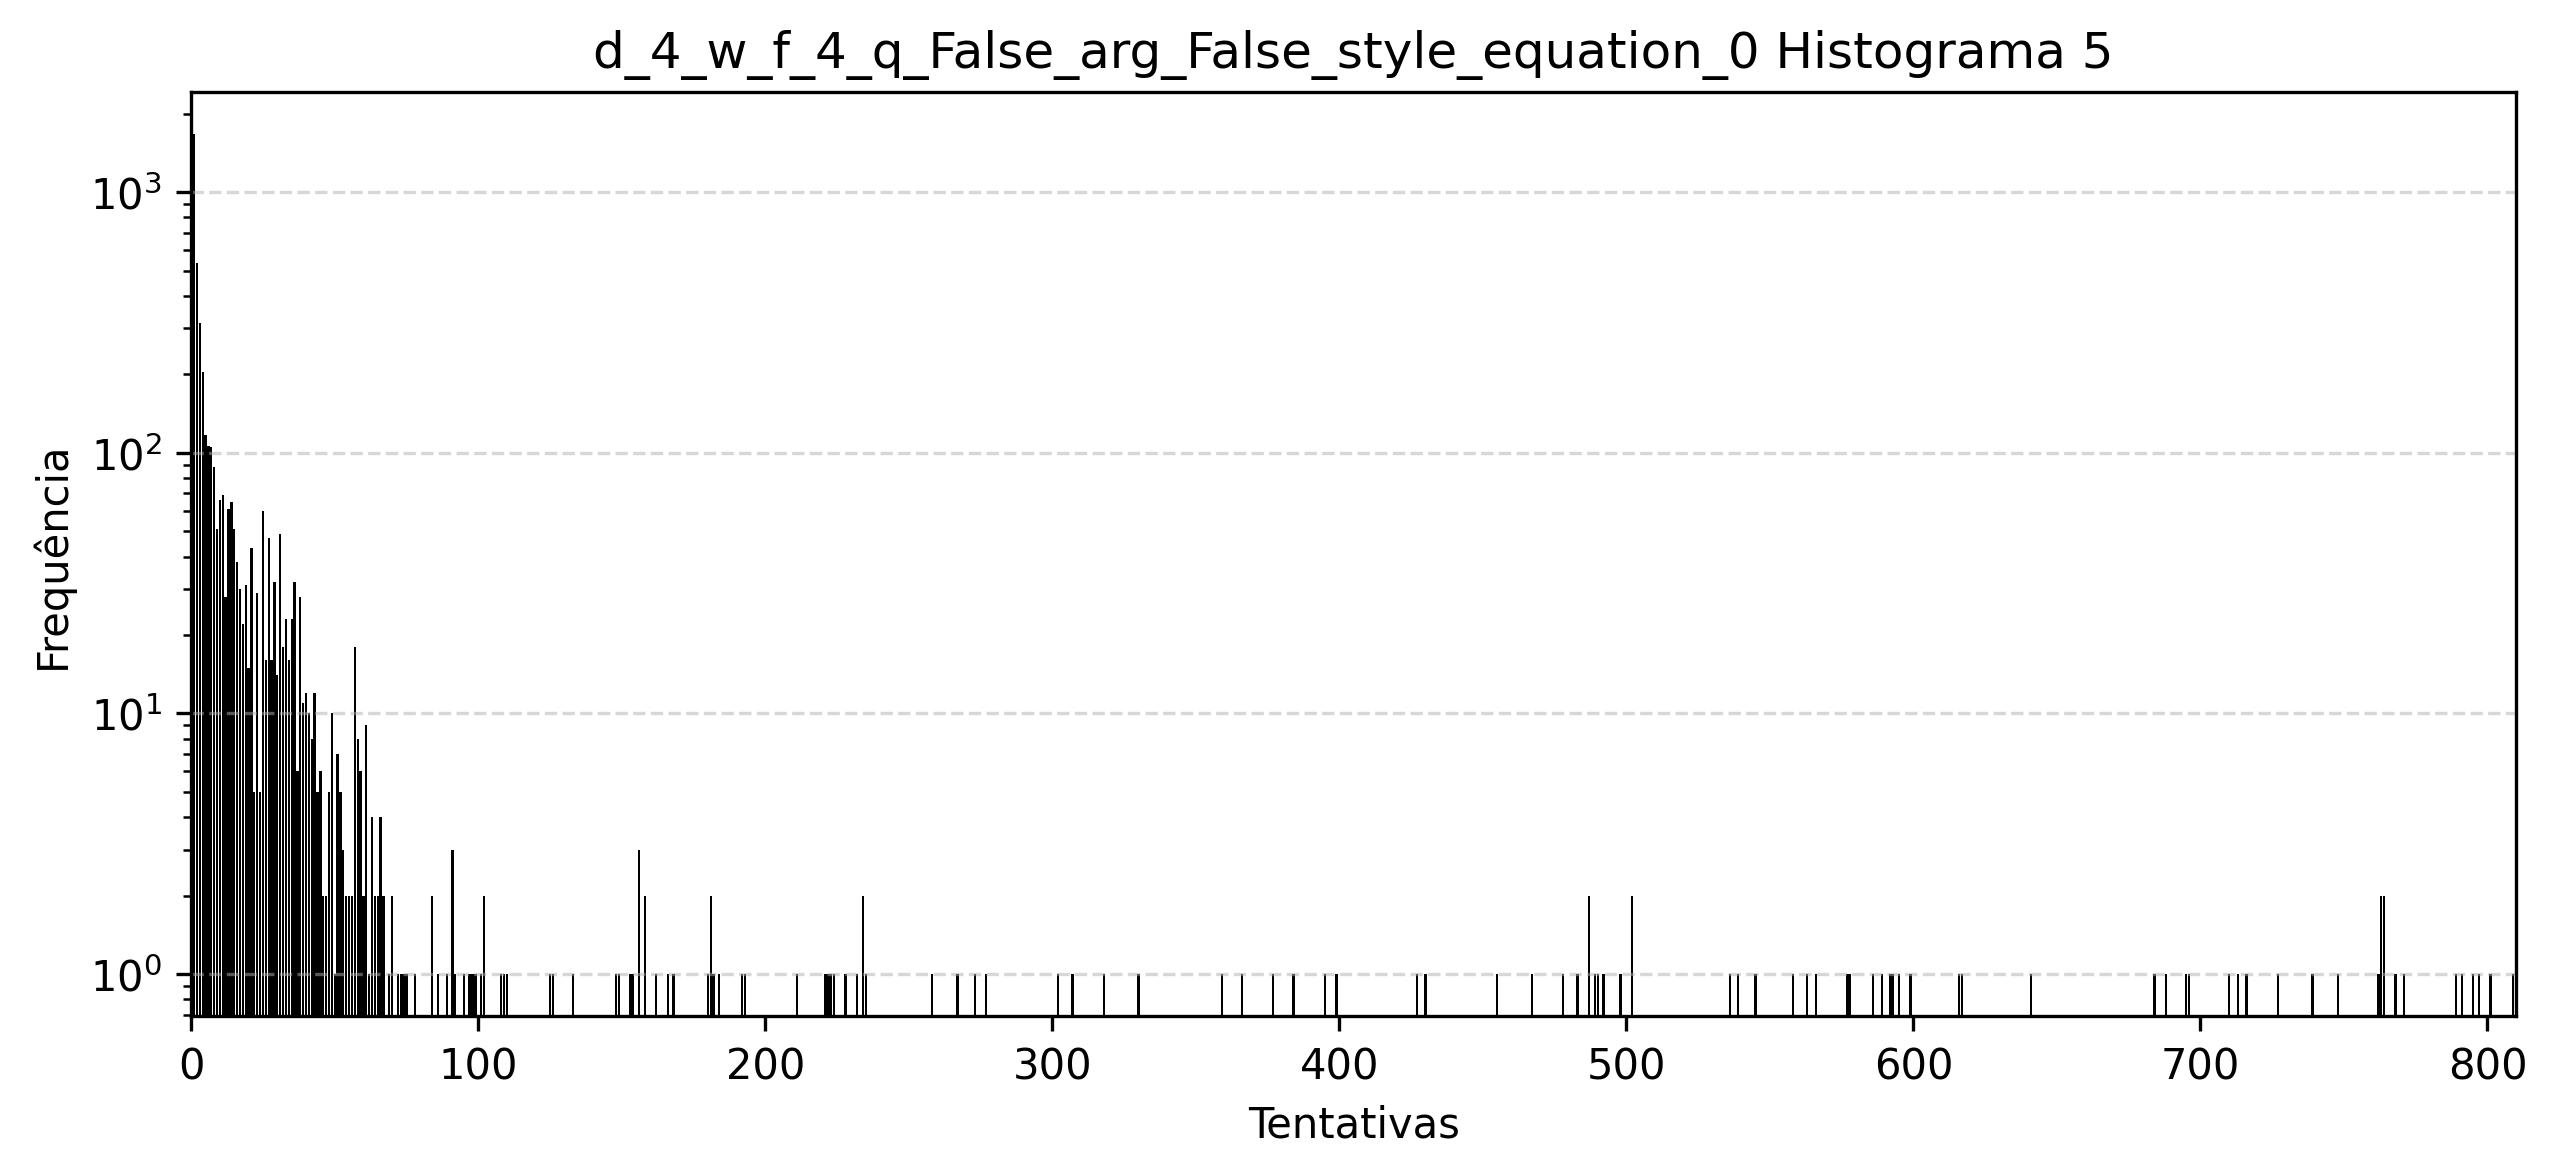 d_4_w_f_4_q_False_arg_False_style_equation_0 Histograma 5
Frequência
10³
10²
10¹
10⁰
0 100 200 300 400 500 600 700 800
Tentativas